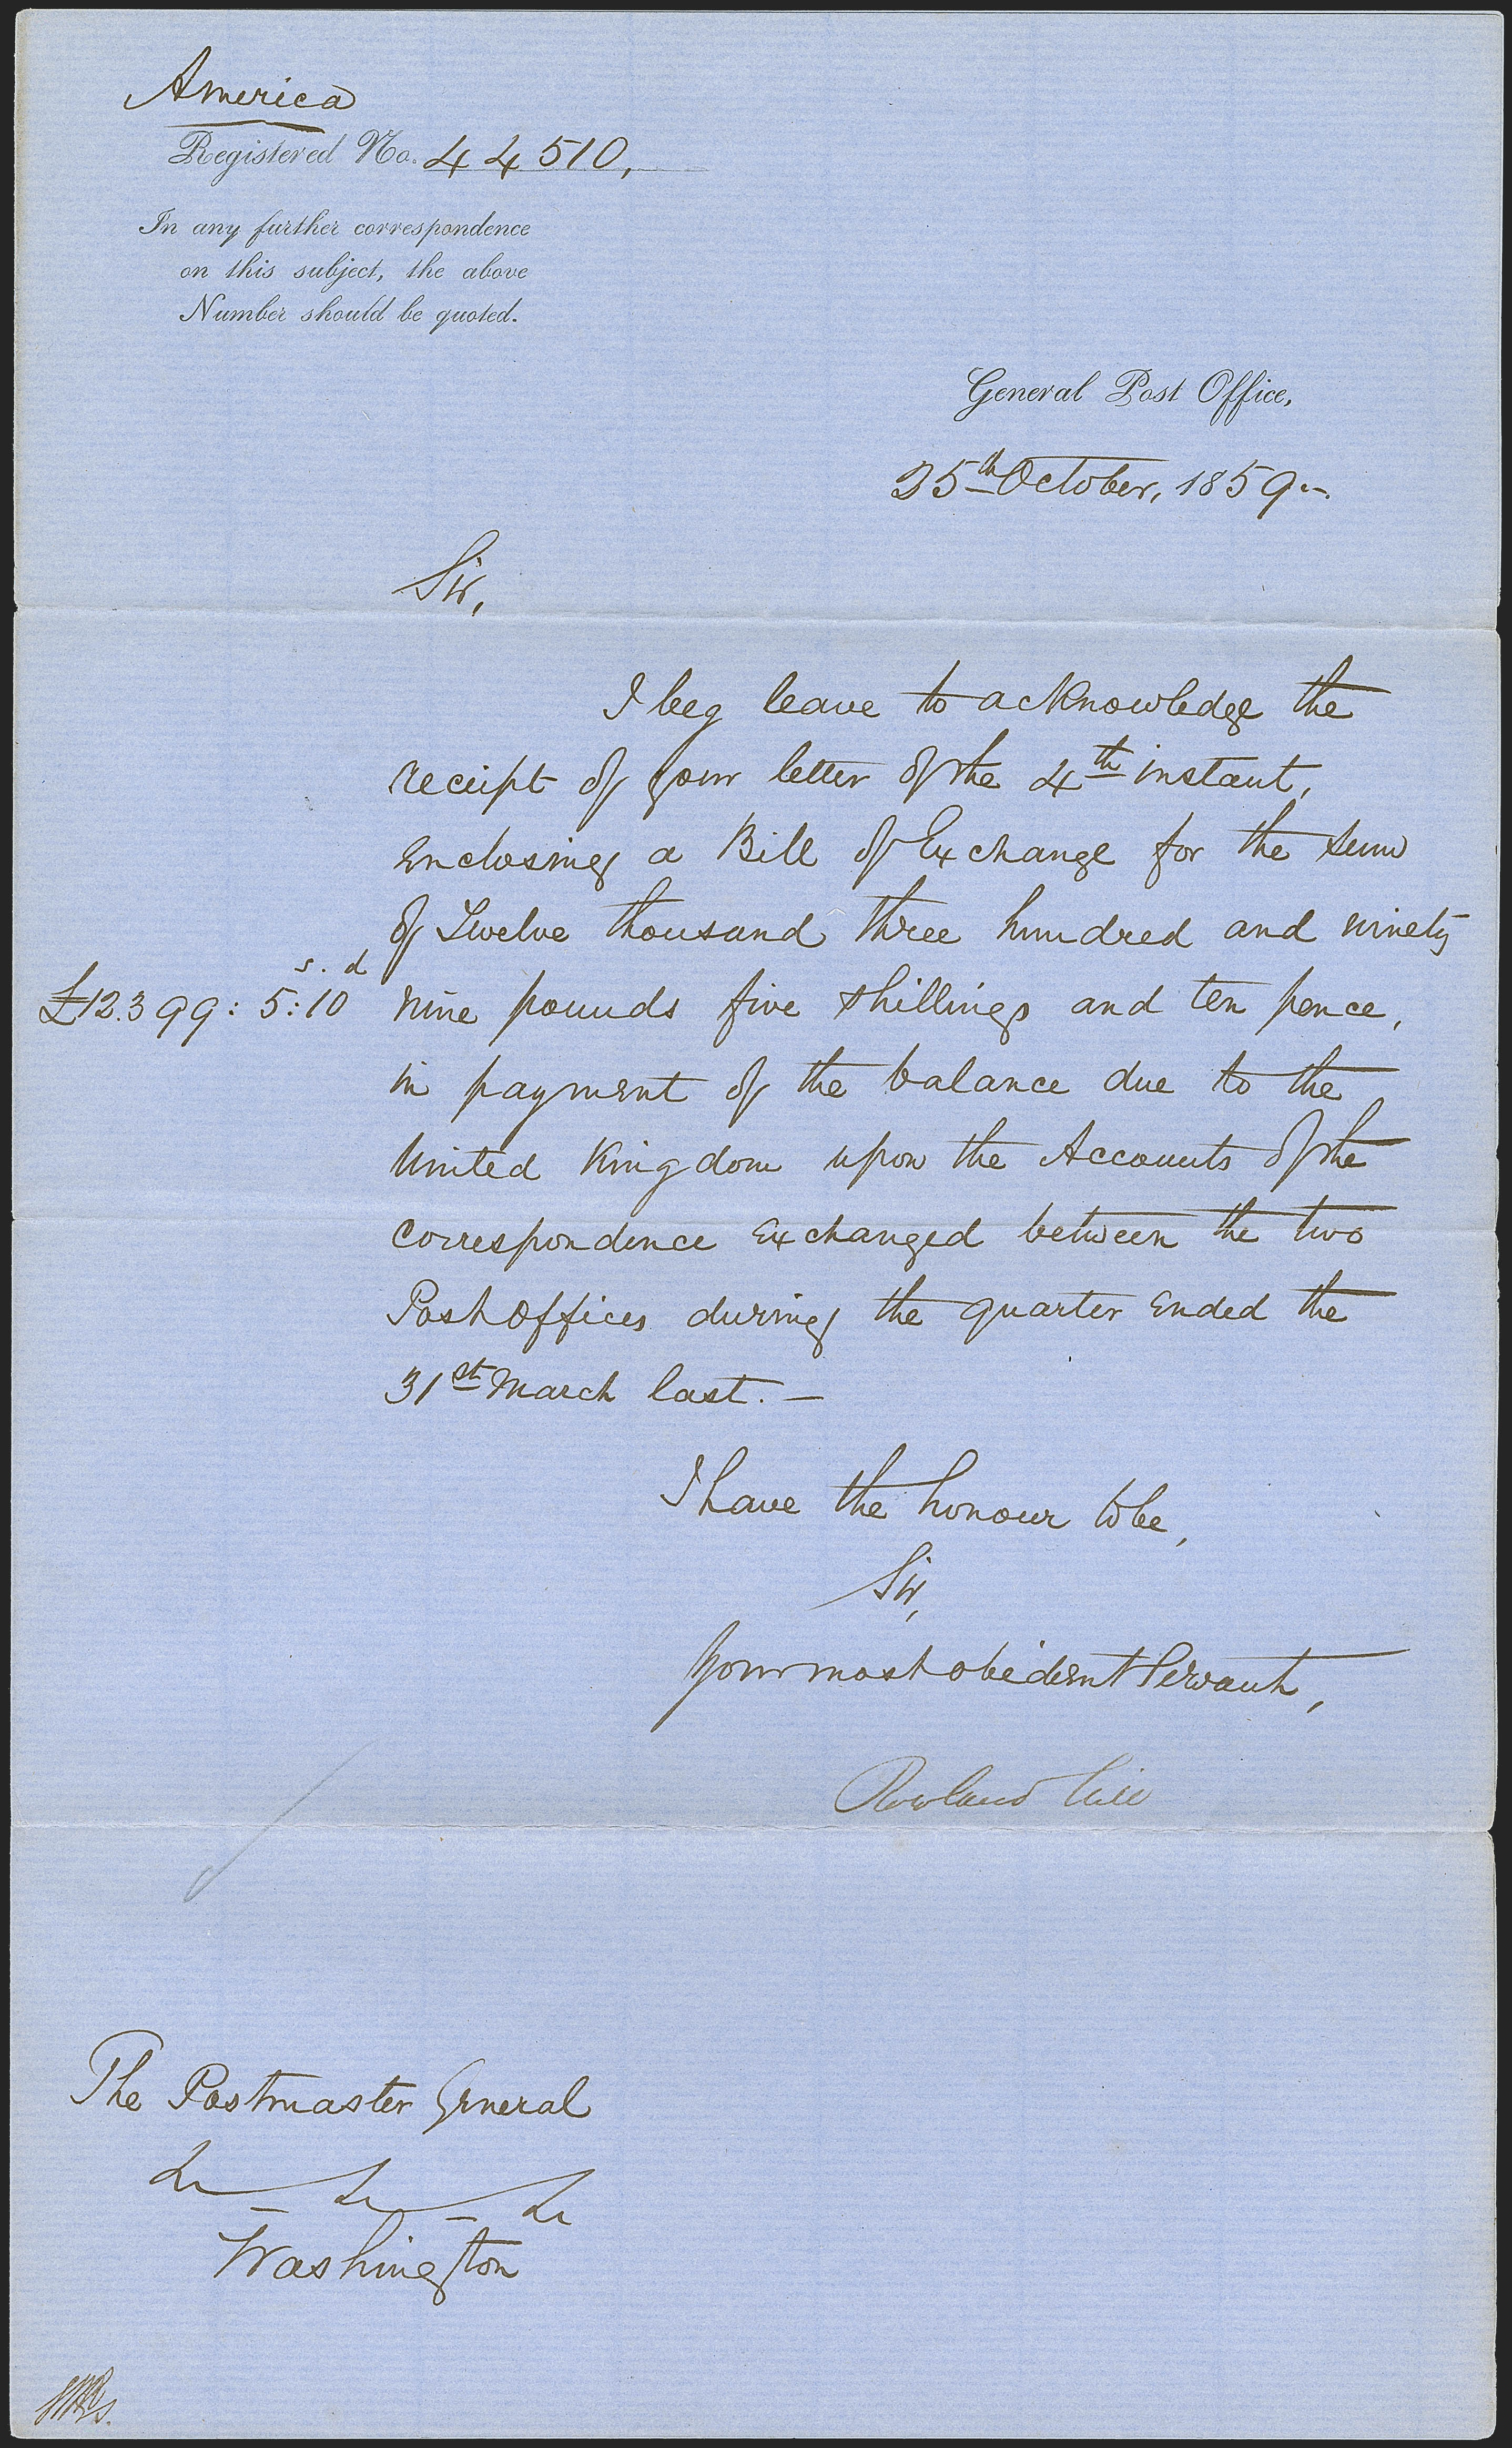 America
Registered No. 44510,
In any further correspondence
on this subject, the above
Number should be quoted.
General Post Office,
25th October, 1859.
Sir,
I beg leave to acknowledge the
receipt of your letter of the 4th instant,
enclosing a Bill of Exchange for the sum
of Twelve thousand three hundred and ninety
s. d
£12.399: 5: 10 nine pounds five shillings and ten pence,
in payment of the balance due to the
United Kingdom upon the Accounts of the
correspondence exchanged between the two
Post Offices during the quarter ended the
31st March last. —
I have the honour to be,
Sir,
Your most obedient Servant,
Rowland Hill
The Postmaster General
&c &c &c
Washington